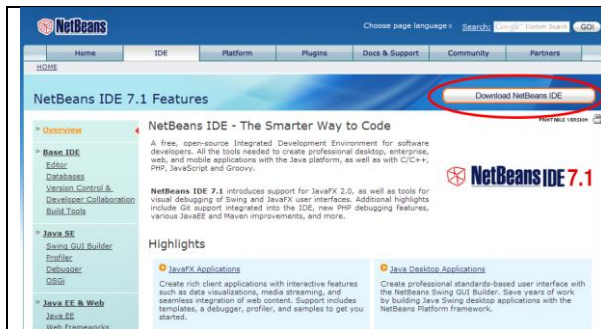 NetBeans
Choose page language
Search:
Google™ Custom Search
GO!
Home
IDE
Platform
Plugins
Docs & Support
Community
Partners
HOME
NetBeans IDE 7.1 Features
Download NetBeans IDE
PRINTABLE VERSION
» Overview
» Base IDE
Editor
Databases
Version Control &
Developer Collaboration
Build Tools
» Java SE
Swing GUI Builder
Profiler
Debugger
OSGi
» Java EE & Web
Java EE
Web Frameworks
NetBeans IDE - The Smarter Way to Code
A free, open-source Integrated Development Environment for software
developers. All the tools needed to create professional desktop, enterprise,
web, and mobile applications with the Java platform, as well as with C/C++,
PHP, JavaScript and Groovy.
NetBeans IDE 7.1 introduces support for JavaFX 2.0, as well as tools for
visual debugging of Swing and JavaFX user interfaces. Additional highlights
include Git support integrated into the IDE, new PHP debugging features,
various JavaEE and Maven improvements, and more.
NetBeans IDE 7.1
Highlights
JavaFX Applications
Create rich client applications with interactive features
such as data visualizations, media streaming, and
seamless integration of web content. Support includes
templates, a debugger, profiler, and samples to get you
started.
Java Desktop Applications
Create professional standards-based user interface with
the NetBeans Swing GUI Builder. Save years of work
by building Java Swing desktop applications with the
NetBeans Platform framework.